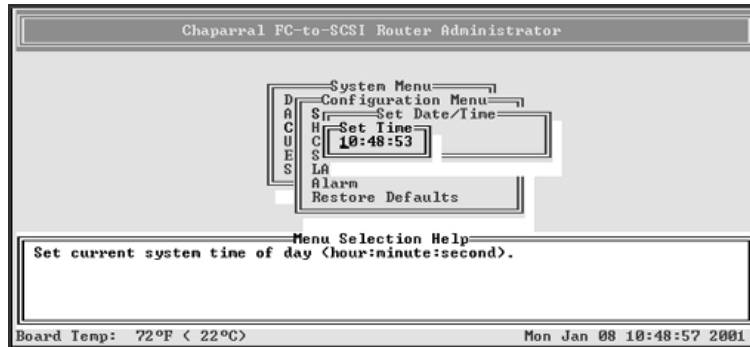 Chaparral FC-to-SCSI Router Administrator
System Menu
D
Configuration Menu
A
S
Set Date/Time
C
H
Set Time
U
C
10:48:53
E
S
S
LA
Alarm
Restore Defaults
Menu Selection Help
Set current system time of day (hour:minute:second).
Board Temp: 72ºF ( 22ºC)
Mon Jan 08 10:48:57 2001